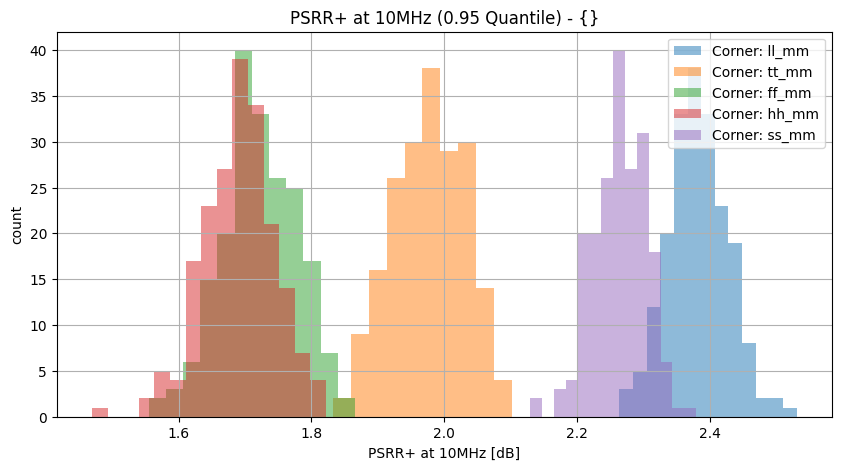 PSRR+ at 10MHz (0.95 Quantile) - {}
Corner: ll_mm
Corner: tt_mm
Corner: ff_mm
Corner: hh_mm
Corner: ss_mm
count
40
35
30
25
20
15
10
5
0
1.6
1.8
2.0
2.2
2.4
PSRR+ at 10MHz [dB]